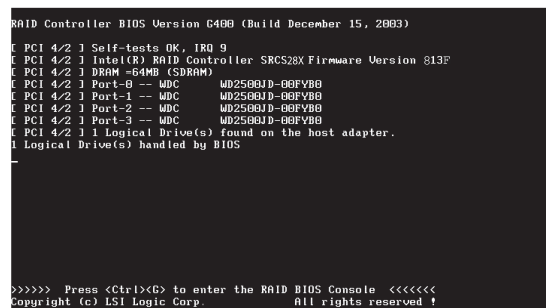 RAID Controller BIOS Version G400 (Build December 15, 2003)
[ PCI 4/2 ] Self-tests OK, IRQ 9
[ PCI 4/2 ] Intel(R) RAID Controller SRCS28X Firmware Version 813F
[ PCI 4/2 ] DRAM =64MB (SDRAM)
[ PCI 4/2 ] Port-0 -- WDC WD2500JD-00FYB0
[ PCI 4/2 ] Port-1 -- WDC WD2500JD-00FYB0
[ PCI 4/2 ] Port-2 -- WDC WD2500JD-00FYB0
[ PCI 4/2 ] Port-3 -- WDC WD2500JD-00FYB0
[ PCI 4/2 ] 1 Logical Drive(s) found on the host adapter.
1 Logical Drive(s) handled by BIOS
_
>>>>>> Press <Ctrl><G> to enter the RAID BIOS Console <<<<<<<
Copyright (c) LSI Logic Corp. All rights reserved !